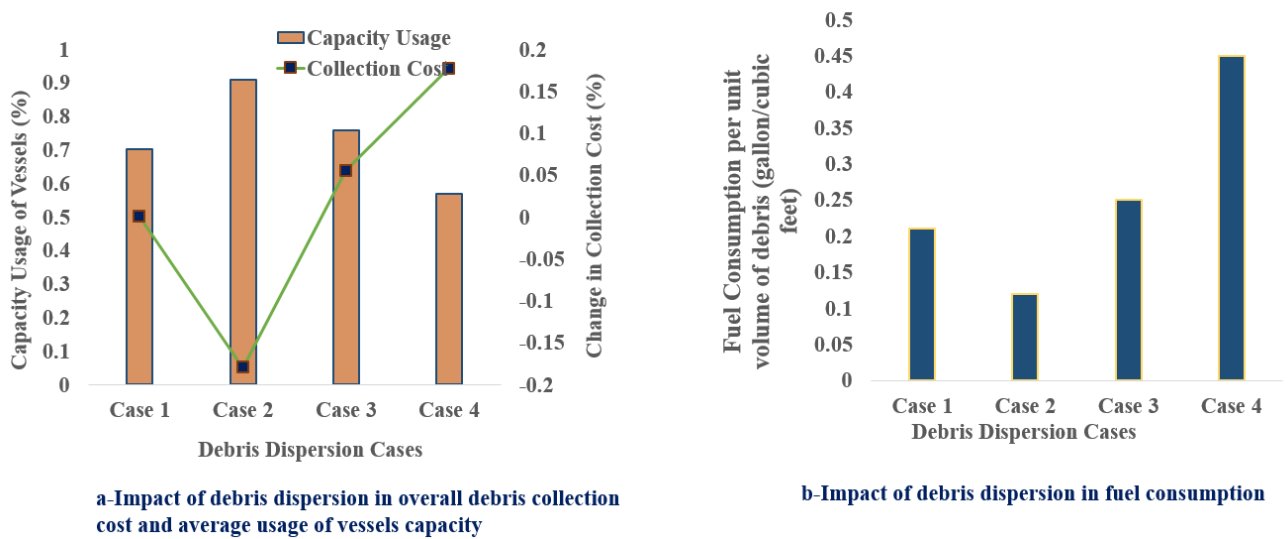 Capacity Usage
Collection Cost
Capacity Usage of Vessels (%)
1
0.9
0.8
0.7
0.6
0.5
0.4
0.3
0.2
0.1
0
0.2
0.15
0.1
0.05
0
-0.05
-0.1
-0.15
-0.2
Change in Collection Cost (%)
Case 1 Case 2 Case 3 Case 4
Debris Dispersion Cases
a-Impact of debris dispersion in overall debris collection
cost and average usage of vessels capacity
Fuel Consumption per unit
volume of debris (gallon/cubic
feet)
0.5
0.45
0.4
0.35
0.3
0.25
0.2
0.15
0.1
0.05
0
Case 1 Case 2 Case 3 Case 4
Debris Dispersion Cases
b-Impact of debris dispersion in fuel consumption